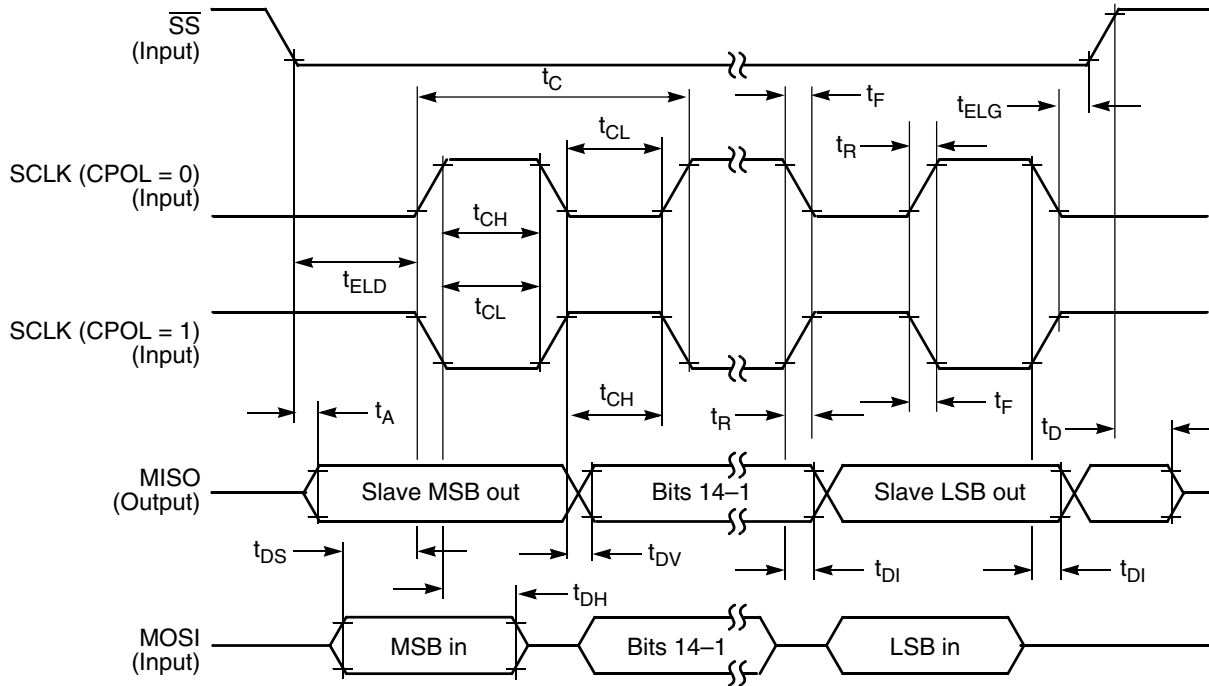 SS
(Input)
tC
tF
tELG
tCL
tR
SCLK (CPOL = 0)
(Input)
tCH
tELD
tCL
SCLK (CPOL = 1)
(Input)
tCH
tA
tR
tF
tD
MISO
(Output)
Slave MSB out
Bits 14–1
Slave LSB out
tDS
tDV
tDI
tDI
tDH
MOSI
(Input)
MSB in
Bits 14–1
LSB in